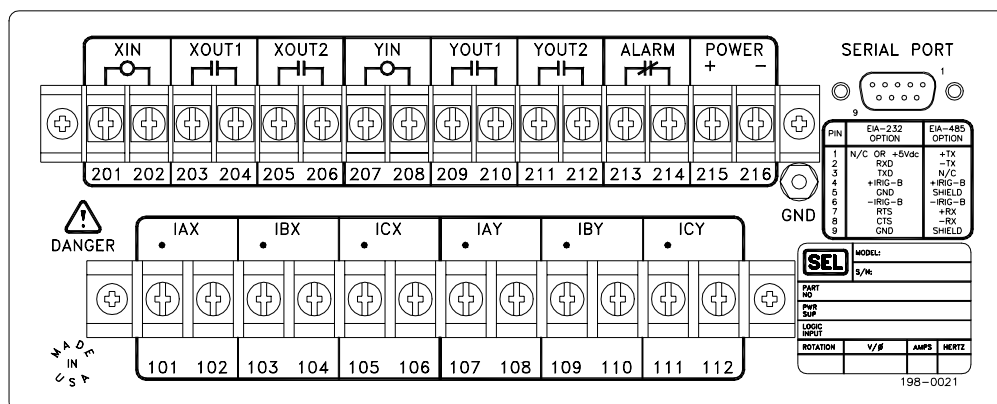 XIN XOUT1 XOUT2 YIN YOUT1 YOUT2 ALARM POWER
+ −
201 202 203 204 205 206 207 208 209 210 211 212 213 214 215 216
SERIAL PORT
1
9
PIN EIA-232 OPTION EIA-485 OPTION
1 N/C OR +5Vdc +TX
2 RXD −TX
3 TXD N/C
4 +IRIG-B +IRIG-B
5 GND SHIELD
6 −IRIG-B −IRIG-B
7 RTS +RX
8 CTS −RX
9 GND SHIELD
GND
DANGER
IAX IBX ICX IAY IBY ICY
101 102 103 104 105 106 107 108 109 110 111 112
MADE
IN
USA
SEL
MODEL:
S/N:
PART
NO
PWR
SUP
LOGIC
INPUT
ROTATION V/Ø AMPS HERTZ
198-0021